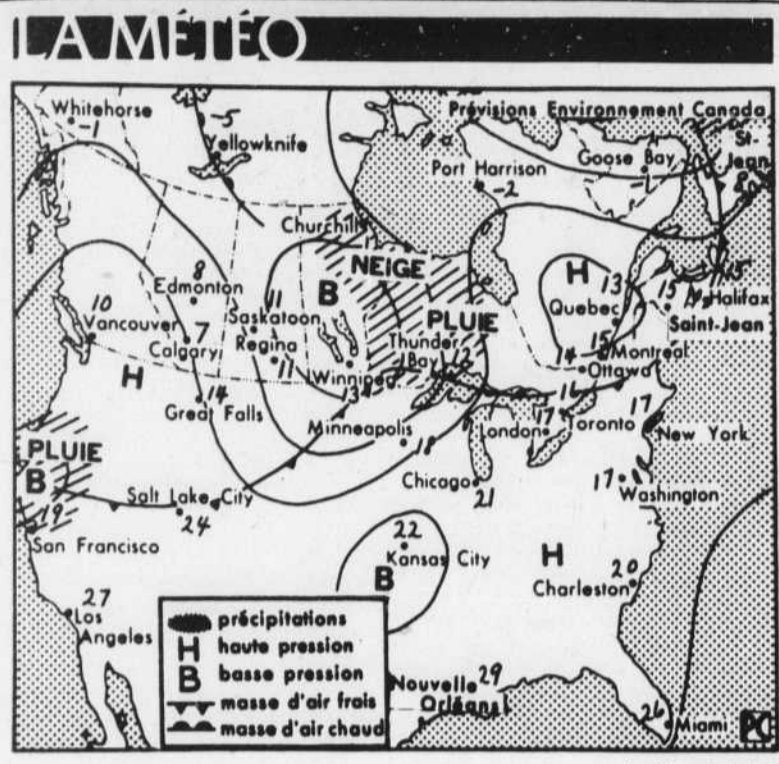 LA MÉTÉO
Prévisions Environnement Canada
Whitehorse
-1
-5
Yellowknife
Port Harrison
-2
Goose Bay
St-
Jean
8
Churchill
NEIGE
8
Edmonton
11
B
H
13
15
10
Vancouver
7
Calgary
Saskatoon
Regina
11
PLUIE
Quebec
Halifax
15
Saint-Jean
Thunder
Bay
12
15
Montreal
14
Ottawa
H
14
Great Falls
Winnipeg
13
16
Minneapolis
18
17
London
Toronto
17
New York
PLUIE
B
19
San Francisco
Salt Lake City
24
Chicago
21
17
Washington
22
Kansas City
B
H
20
Charleston
27
Los
Angeles
précipitations
H haute pression
B basse pression
masse d'air frais
masse d'air chaud
Nouvelle 29
Orléans
26
Miami
PC